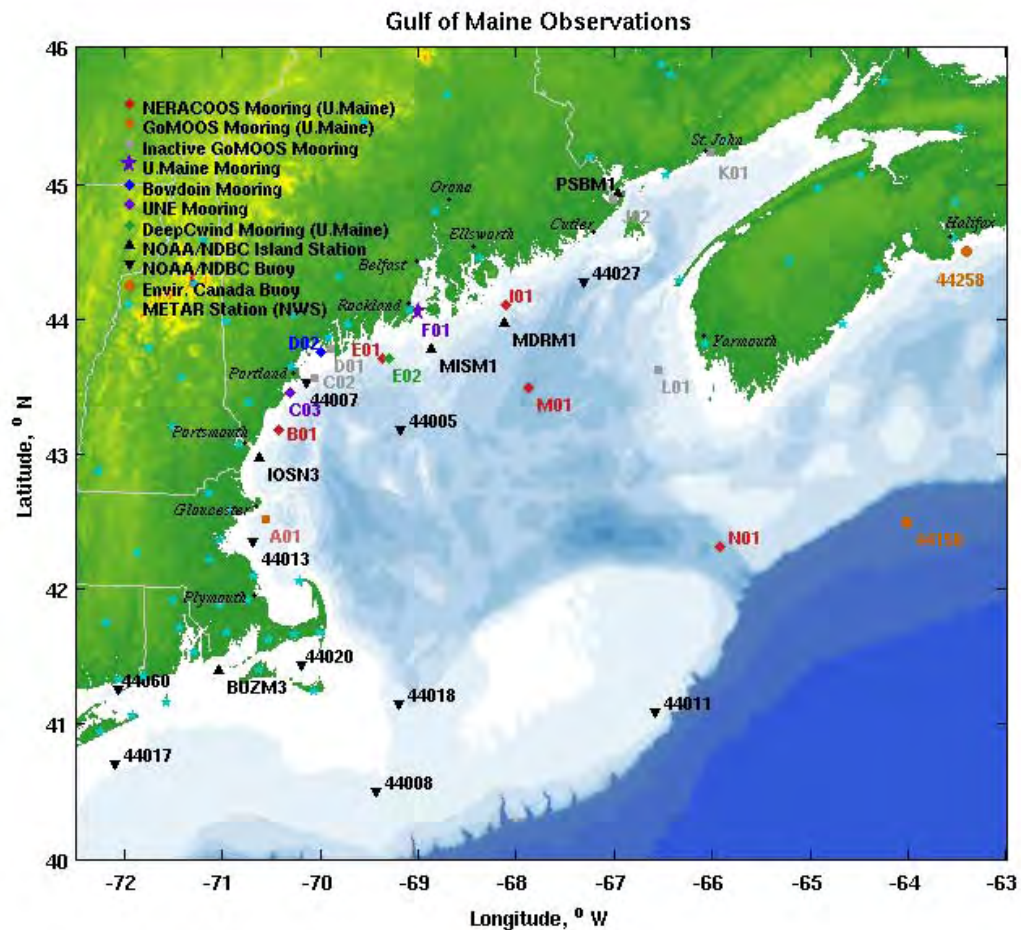 Gulf of Maine Observations
46
45
44
43
42
41
40
Latitude, ° N
NERACOOS Mooring (U.Maine)
GoMOOS Mooring (U.Maine)
Inactive GoMOOS Mooring
U.Maine Mooring
Bowdoin Mooring
UNE Mooring
DeepCwind Mooring (U.Maine)
NOAA/NDBC Island Station
NOAA/NDBC Buoy
Envir. Canada Buoy
METAR Station (NWS)
St. John
K01
PSBM1
J02
Orono
Cutler
Halifax
Ellsworth
Belfast
44027
44258
Rockland
I01
F01
MDRM1
Yarmouth
D02
E01
D01
MISM1
E02
Portland
C02
L01
44007
M01
C03
44005
Portsmouth
B01
IOSN3
Gloucester
A01
N01
44150
44013
Plymouth
44020
44060
BUZM3
44018
44011
44017
44008
-72
-71
-70
-69
-68
-67
-66
-65
-64
-63
Longitude, ° W